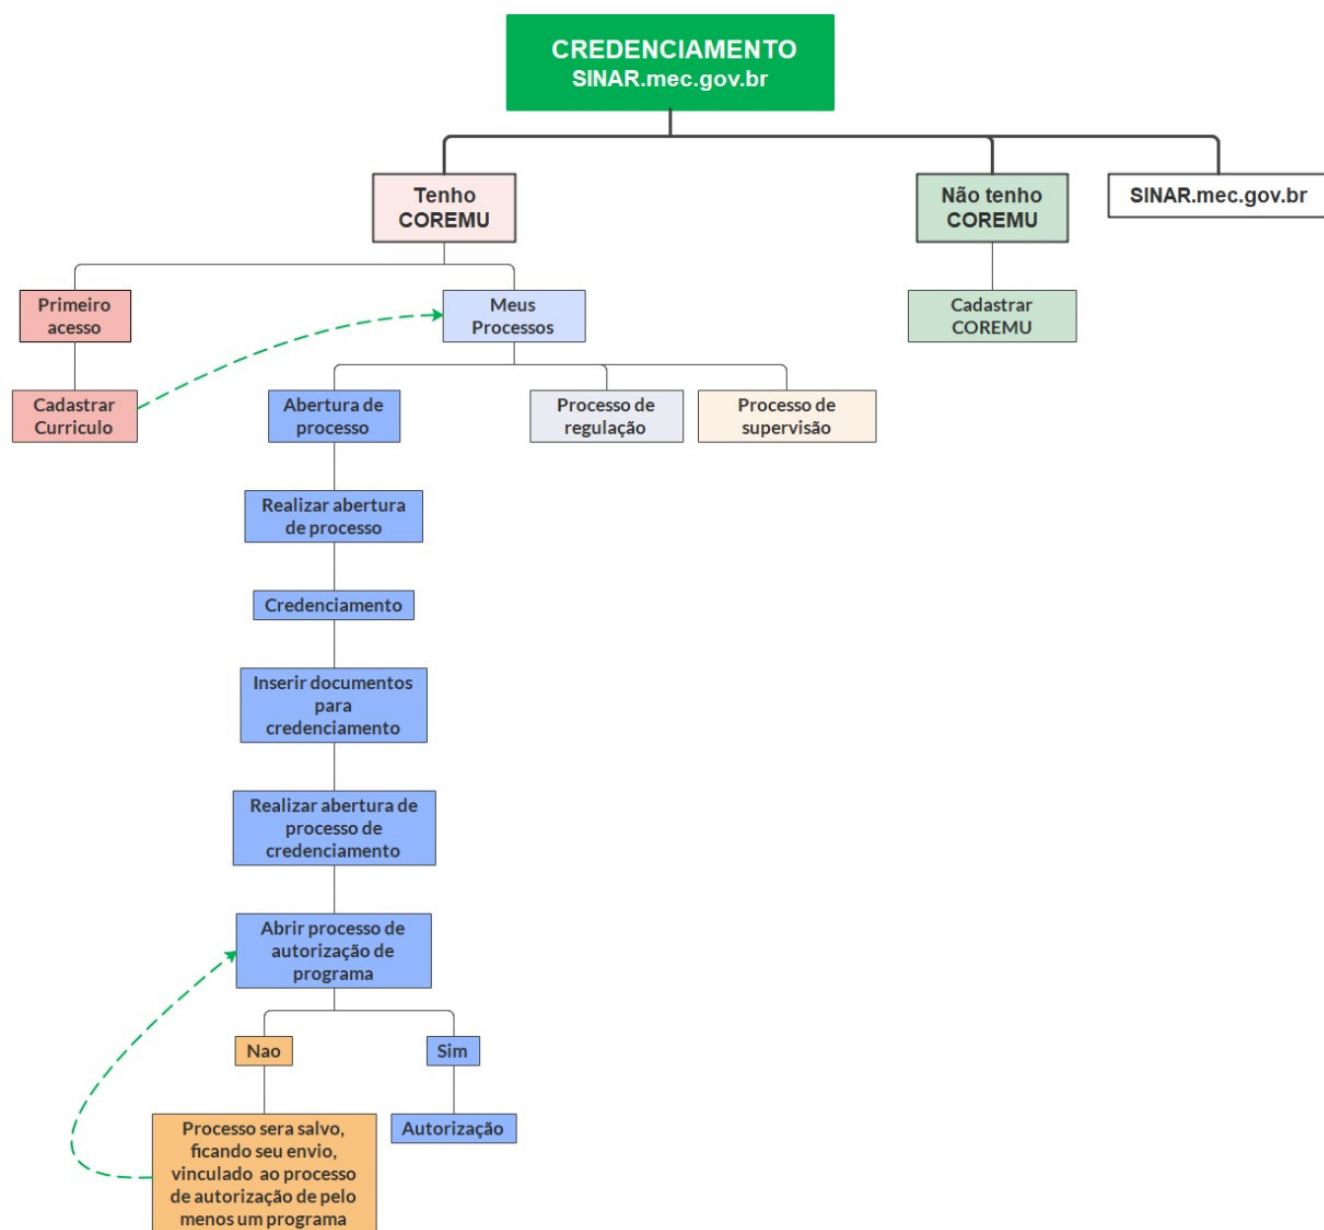 CREDENCIAMENTO
SINAR.mec.gov.br
Tenho
COREMU
Não tenho
COREMU
SINAR.mec.gov.br
Primeiro
acesso
Meus
Processos
Cadastrar
COREMU
Cadastrar
Curriculo
Abertura de
processo
Processo de
regulação
Processo de
supervisão
Realizar abertura
de processo
Credenciamento
Inserir documentos
para
credenciamento
Realizar abertura de
processo de
credenciamento
Abrir processo de
autorização de
programa
Nao
Sim
Processo sera salvo,
ficando seu envio,
vinculado ao processo
de autorização de pelo
menos um programa
Autorização